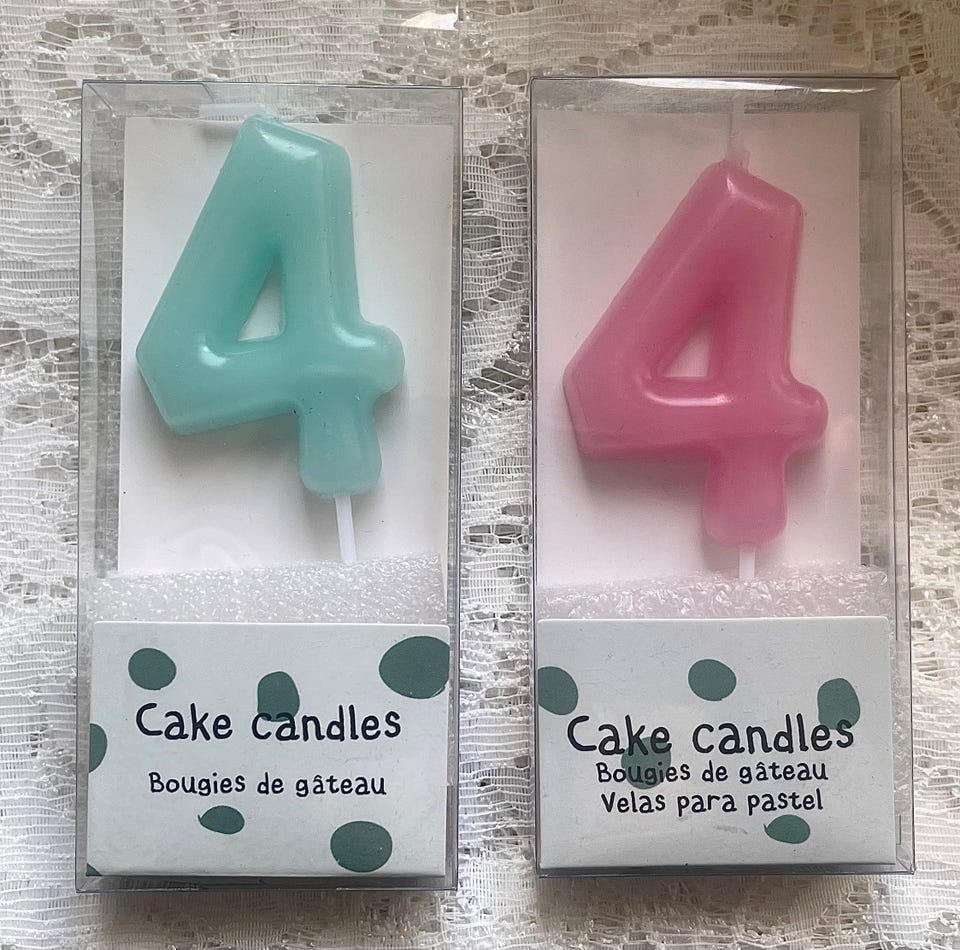 4
Cake candles
Bougies de gâteau
4
Cake candles
Bougies de gâteau
Velas para pastel